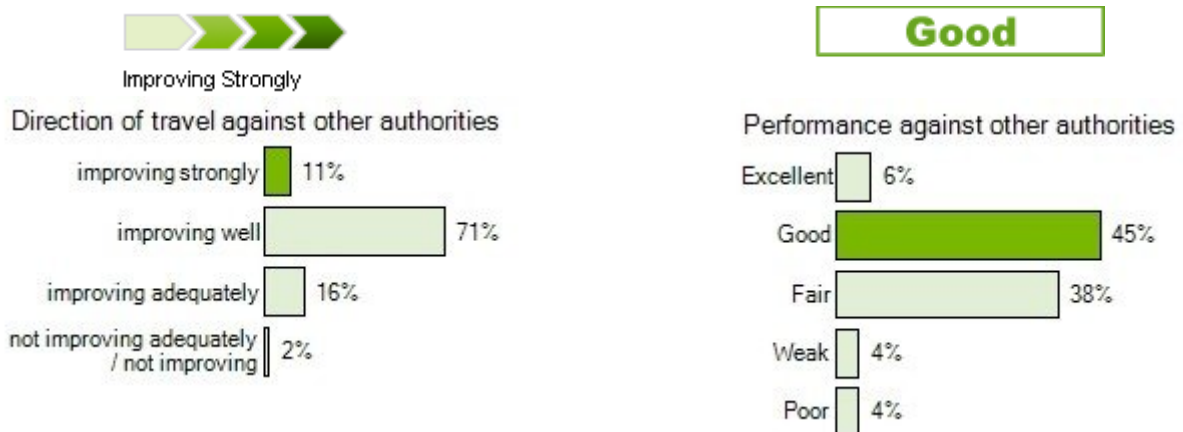 Improving Strongly
Direction of travel against other authorities
improving strongly 11%
improving well 71%
improving adequately 16%
not improving adequately
/ not improving 2%
Good
Performance against other authorities
Excellent 6%
Good 45%
Fair 38%
Weak 4%
Poor 4%